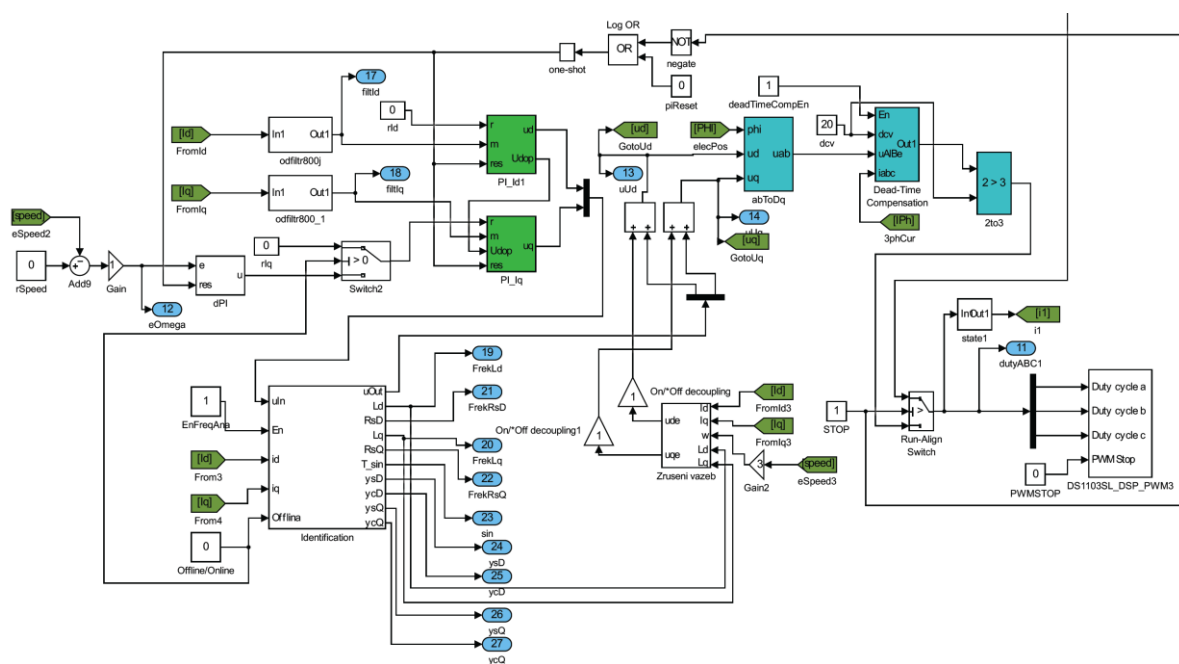 Log OR
OR
NOT
one-shot
negate
0
piReset
17
filtId
[Id]
FromId
In1 Out1
odfiltr800j
0
rId
r
m
res
ud
Udop
PI_Id1
18
filtIq
[Iq]
FromIq
In1 Out1
odfiltr800_1
r
m
Udop
res
uq
PI_Iq
[speed]
eSpeed2
0
rSpeed
Add9
1
Gain
e
res
u
dPI
12
eOmega
0
rIq
> 0
Switch2
1
deadTimeCompEn
20
dcv
[ud]
GotoUd
13
uUd
[PHI]
elecPos
phi
ud
uq
uab
abToDq
14
uUq
[uq]
GotoUq
En
dcv
uAlBe
iabc
Out1
Dead-Time
Compensation
[IPh]
3phCur
2 > 3
2to3
uIn
En
id
iq
Offlina
uOut
Ld
RsD
Lq
RsQ
T_sin
ysD
ycD
ysQ
ycQ
Identification
1
EnFreqAna
[Id]
From3
[Iq]
From4
0
Offline/Online
19
FrekLd
21
FrekRsD
20
FrekLq
22
FrekRsQ
23
sin
24
ysD
25
ycD
26
ysQ
27
ycQ
1
On/*Off decoupling
1
On/*Off decoupling1
ude
uqe
Id
Iq
w
Ld
Lq
Zruseni vazeb
[Id]
FromId3
[Iq]
FromIq3
3
Gain2
[speed]
eSpeed3
In1Out1
state1
[i1]
i1
11
dutyABC1
1
STOP
>
Run-Align
Switch
Duty cycle a
Duty cycle b
Duty cycle c
PWM Stop
0
PWMSTOP
DS1103SL_DSP_PWM3